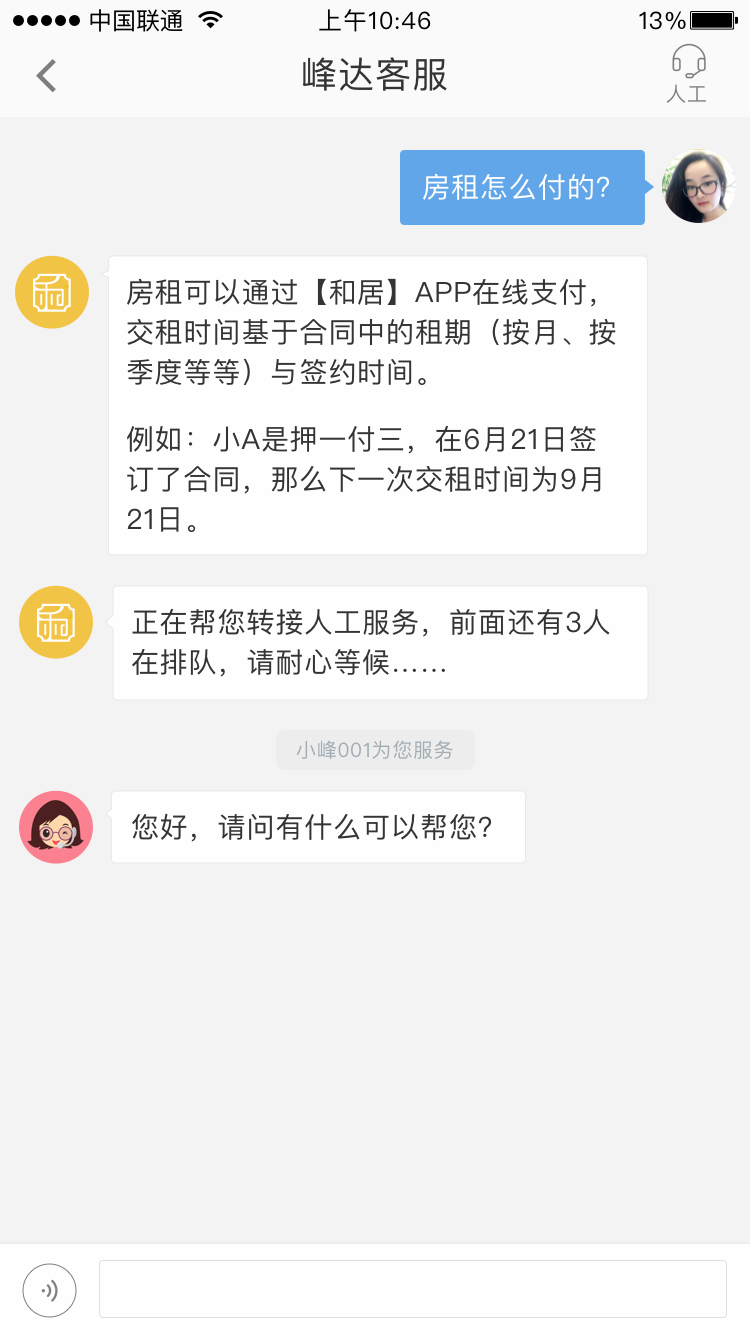 中国联通
上午10:46
13%
峰达客服
人工
房租怎么付的？
房租可以通过【和居】APP在线支付，
交租时间基于合同中的租期（按月、按
季度等等）与签约时间。
例如：小A是押一付三，在6月21日签
订了合同，那么下一次交租时间为9月
21日。
正在帮您转接人工服务，前面还有3人
在排队，请耐心等候……
小峰001为您服务
您好，请问有什么可以帮您？